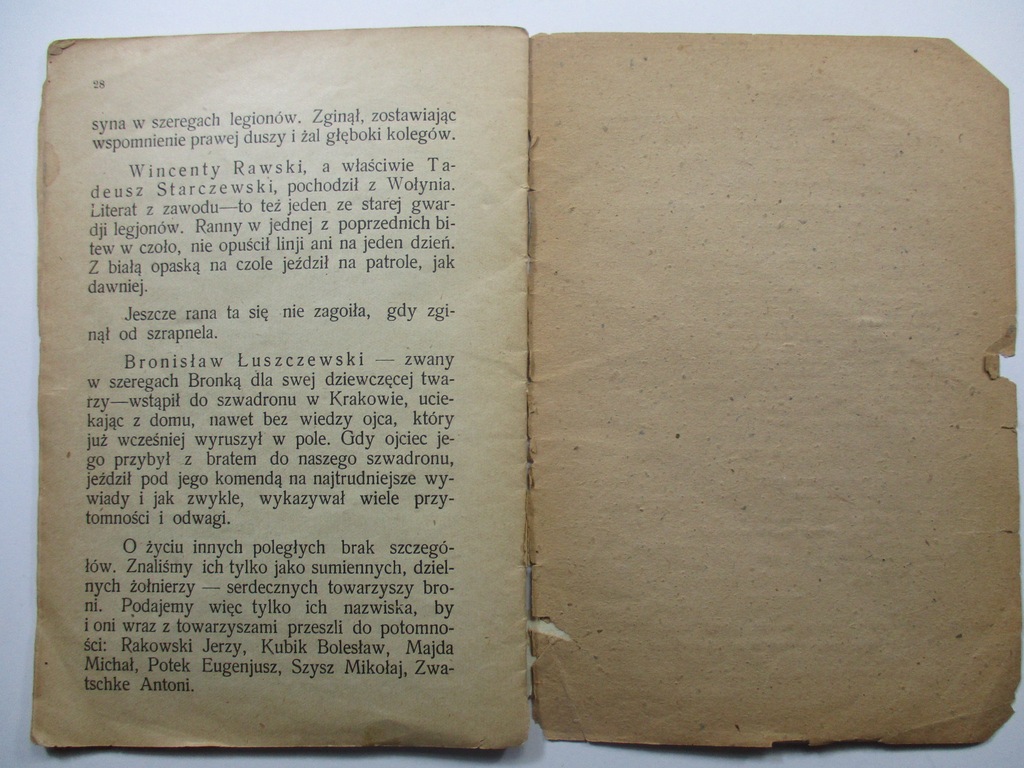 28
syna w szeregach legionów. Zginął, zostawiając
wspomnienie prawej duszy i żal głęboki kolegów.
Wincenty Rawski, a właściwie Ta-
deusz Starczewski, pochodził z Wołynia.
Literat z zawodu—to też jeden ze starej gwar-
dji legjonów. Ranny w jednej z poprzednich bi-
tew w czoło, nie opuścił linji ani na jeden dzień.
Z białą opaską na czole jeździł na patrole, jak
dawniej.
Jeszcze rana ta się nie zagoiła, gdy zgi-
nął od szrapnela.
Bronisław Łuszczewski — zwany
w szeregach Bronką dla swej dziewczęcej twa-
rzy—wstąpił do szwadronu w Krakowie, ucie-
kając z domu, nawet bez wiedzy ojca, który
już wcześniej wyruszył w pole. Gdy ojciec je-
go przybył z bratem do naszego szwadronu,
jeździł pod jego komendą na najtrudniejsze wy-
wiady i jak zwykle, wykazywał wiele przy-
tomności i odwagi.
O życiu innych poległych brak szczegó-
łów. Znaliśmy ich tylko jako sumiennych, dziel-
nych żołnierzy — serdecznych towarzyszy bro-
ni. Podajemy więc tylko ich nazwiska, by
i oni wraz z towarzyszami przeszli do potomno-
ści: Rakowski Jerzy, Kubik Bolesław, Majda
Michał, Potek Eugenjusz, Szysz Mikołaj, Zwa-
tschke Antoni.